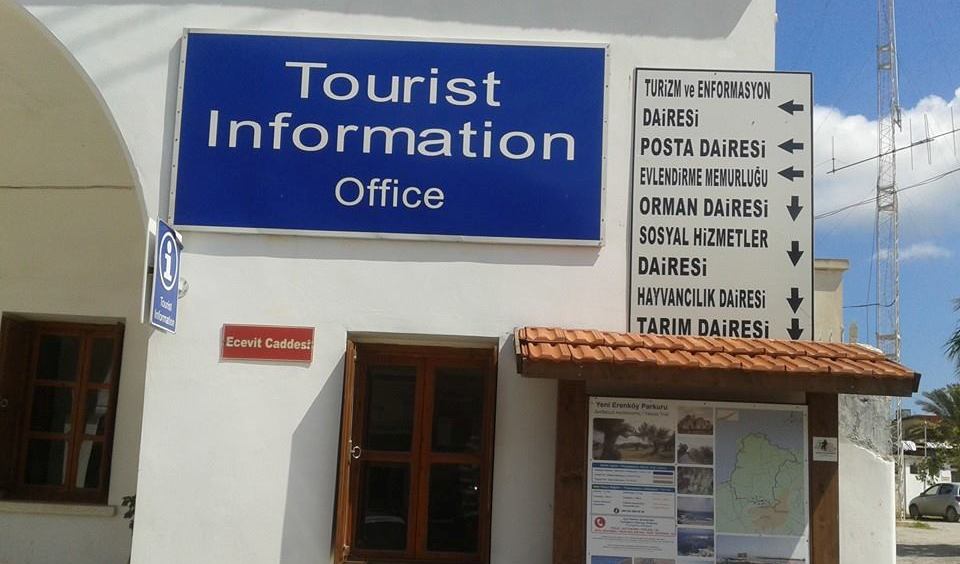 Tourist
Information
Office
TURİZM ve ENFORMASYON
DAİRESİ
POSTA DAİRESİ
EVLENDİRME MEMURLUĞU
ORMAN DAİRESİ
SOSYAL HİZMETLER
DAİRESİ
HAYVANCILIK DAİRESİ
TARIM DAİRESİ
i
Tourist
Information
Ecevit Caddesi
Yeni Erenköy Parkuru